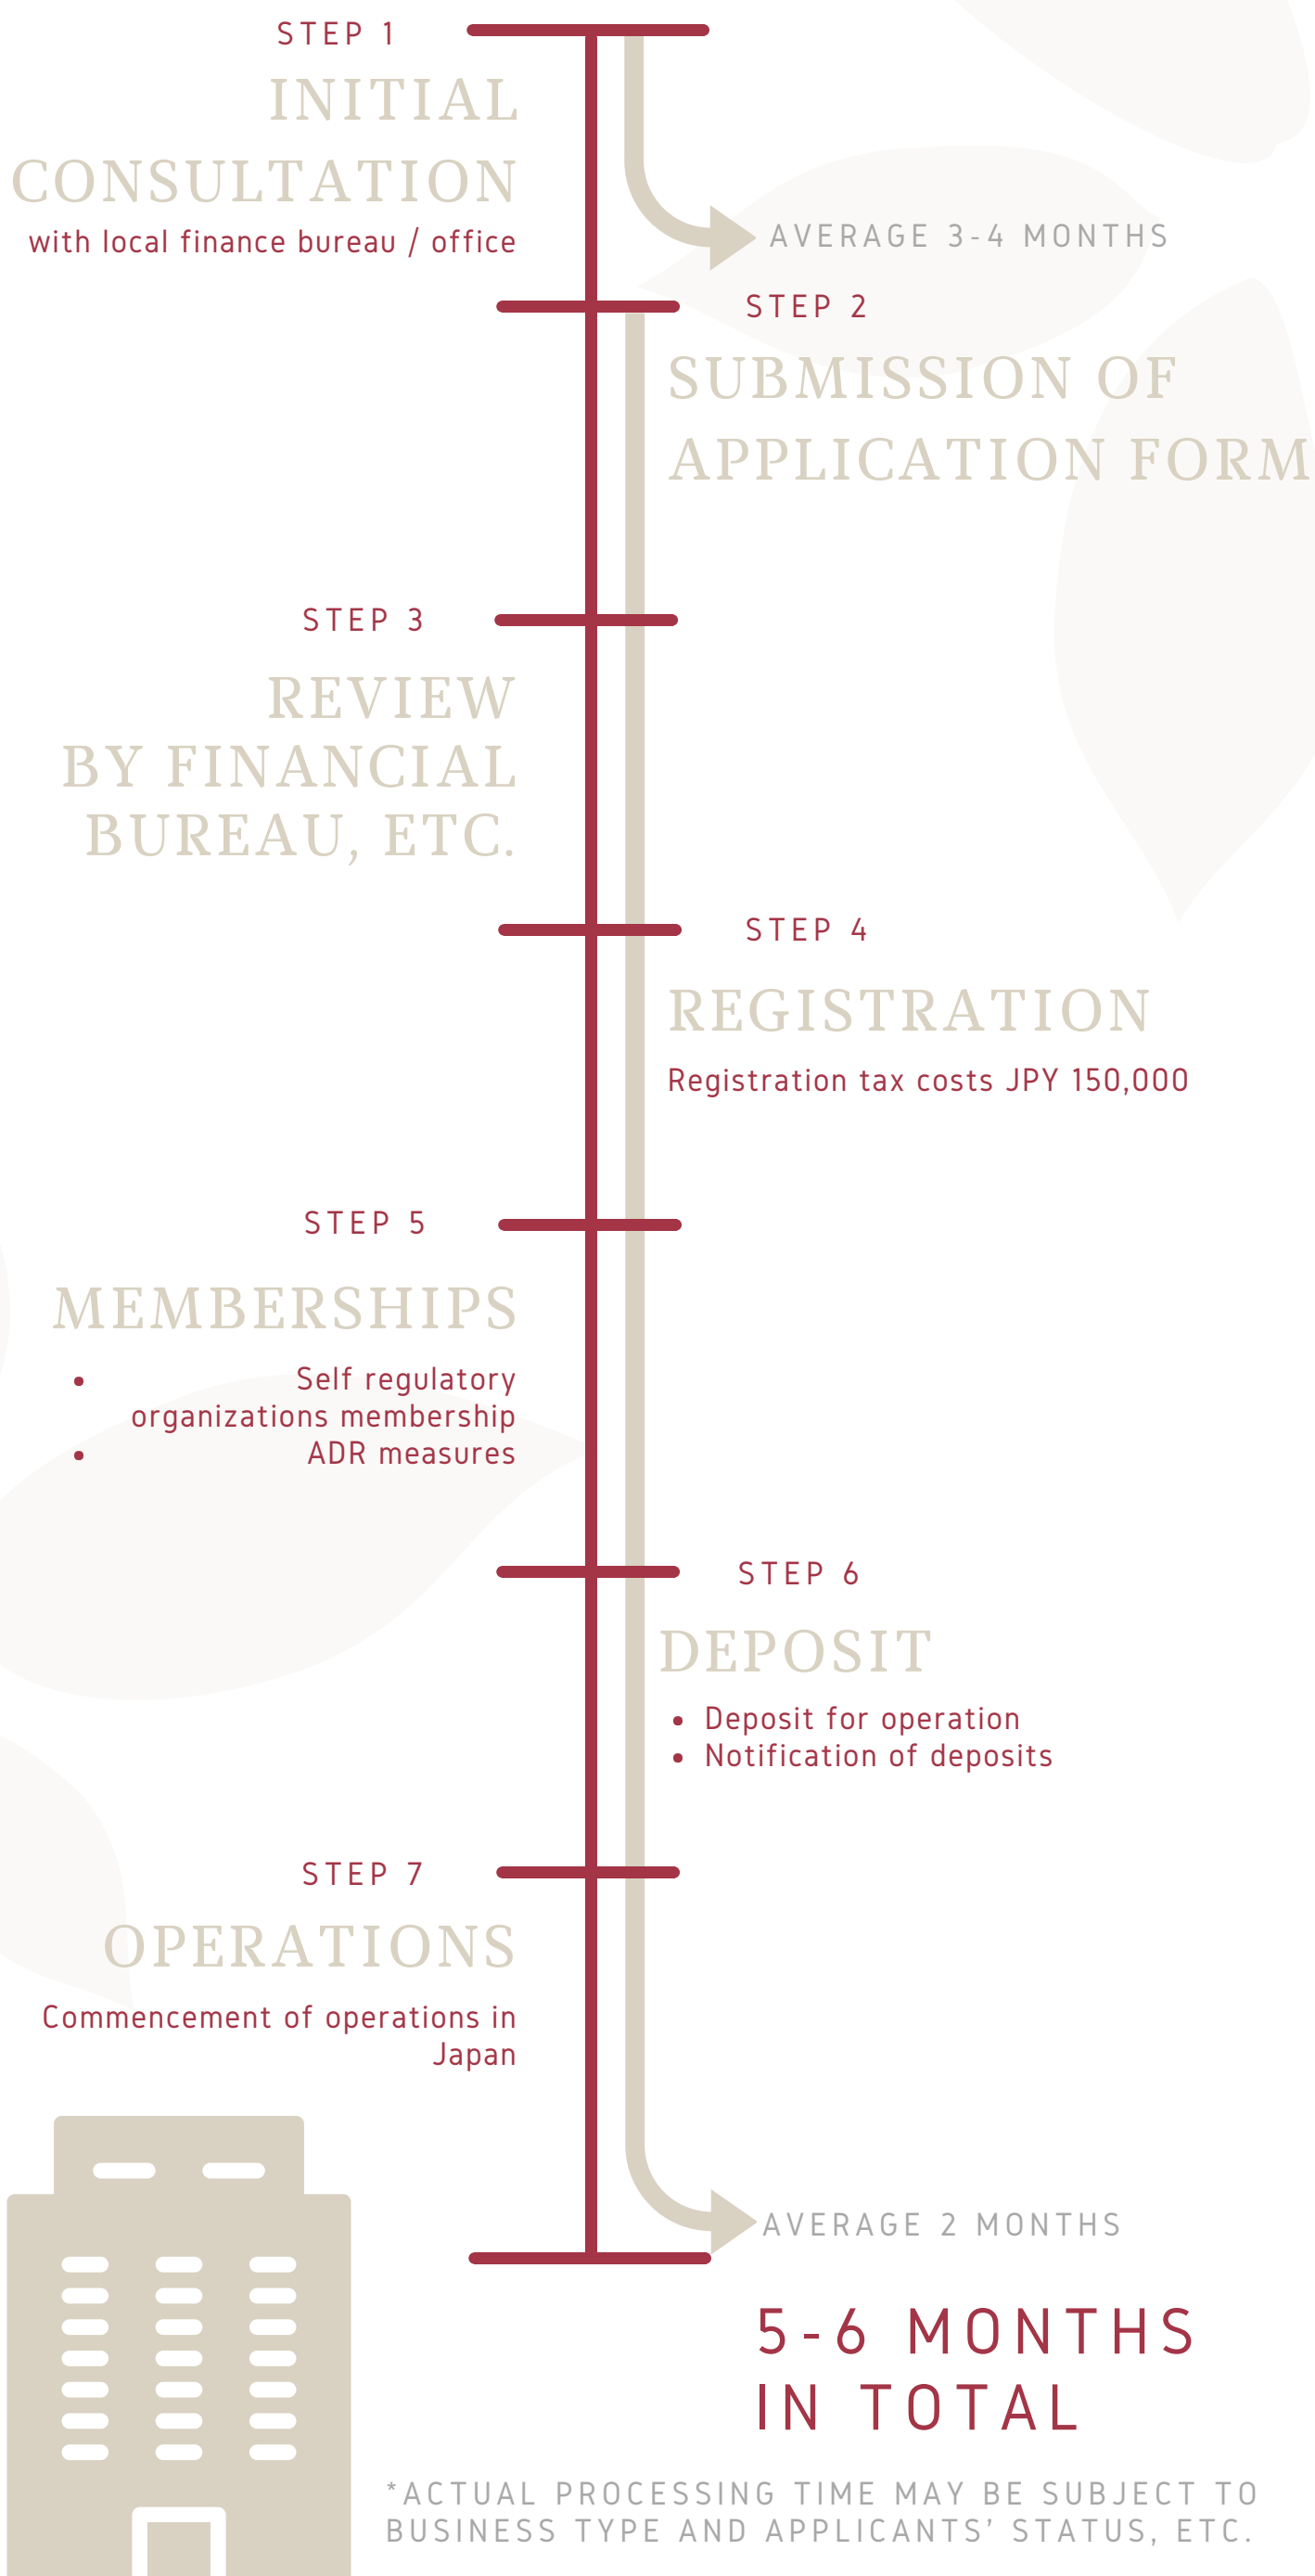 STEP 1
INITIAL
CONSULTATION
with local finance bureau / office
AVERAGE 3-4 MONTHS
STEP 2
SUBMISSION OF
APPLICATION FORM
STEP 3
REVIEW
BY FINANCIAL
BUREAU, ETC.
STEP 4
REGISTRATION
Registration tax costs JPY 150,000
STEP 5
MEMBERSHIPS
• Self regulatory
organizations membership
• ADR measures
STEP 6
DEPOSIT
• Deposit for operation
• Notification of deposits
STEP 7
OPERATIONS
Commencement of operations in
Japan
AVERAGE 2 MONTHS
5-6 MONTHS
IN TOTAL
*ACTUAL PROCESSING TIME MAY BE SUBJECT TO
BUSINESS TYPE AND APPLICANTS’ STATUS, ETC.